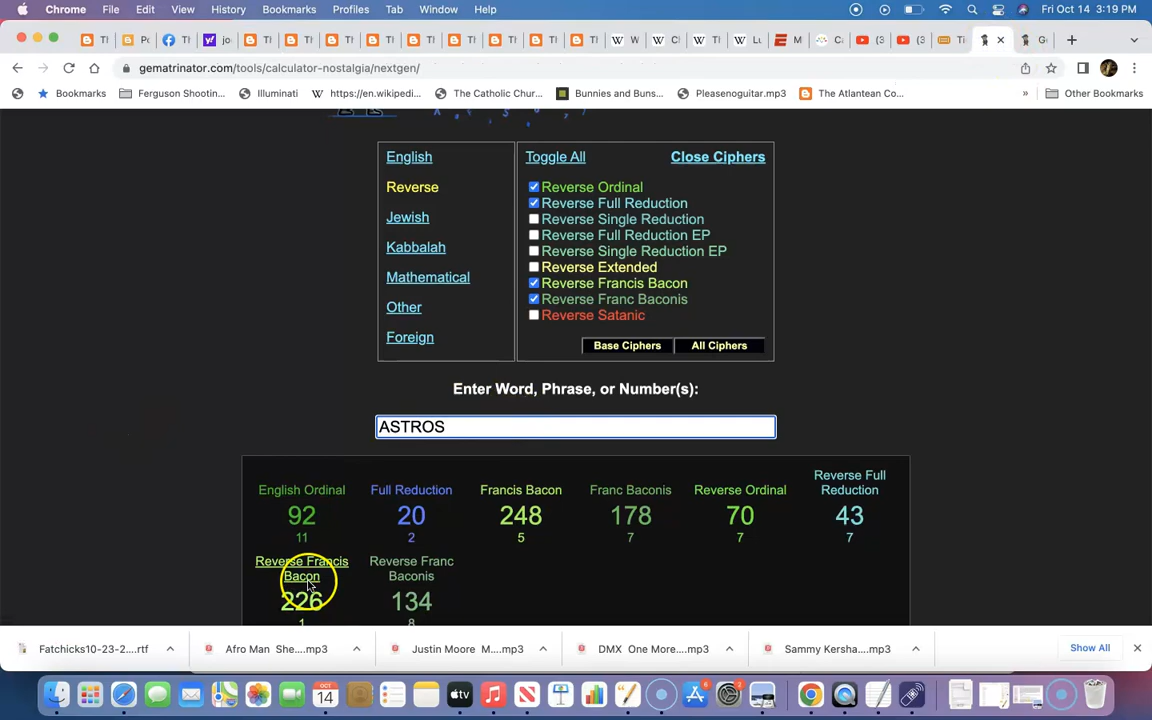 Chrome File Edit View History Bookmarks Profiles Tab Window Help Fri Oct 14 3:19 PM
gematrinator.com/tools/calculator-nostalgia/nextgen/
Bookmarks Ferguson Shootin... Illuminati https://en.wikipedi... The Catholic Chur... Bunnies and Buns... Pleasenoguitar.mp3 The Atlantean Co... » Other Bookmarks
English
Reverse
Jewish
Kabbalah
Mathematical
Other
Foreign
Toggle All Close Ciphers
Reverse Ordinal
Reverse Full Reduction
Reverse Single Reduction
Reverse Full Reduction EP
Reverse Single Reduction EP
Reverse Extended
Reverse Francis Bacon
Reverse Franc Baconis
Reverse Satanic
Base Ciphers All Ciphers
Enter Word, Phrase, or Number(s):
ASTROS
English Ordinal Full Reduction Francis Bacon Franc Baconis Reverse Ordinal Reverse Full Reduction
92 20 248 178 70 43
11 2 5 7 7 7
Reverse Francis Bacon Reverse Franc Baconis
226 134
1 8
Fatchicks10-23-2....rtf Afro Man She....mp3 Justin Moore M....mp3 DMX One More....mp3 Sammy Kersha....mp3 Show All